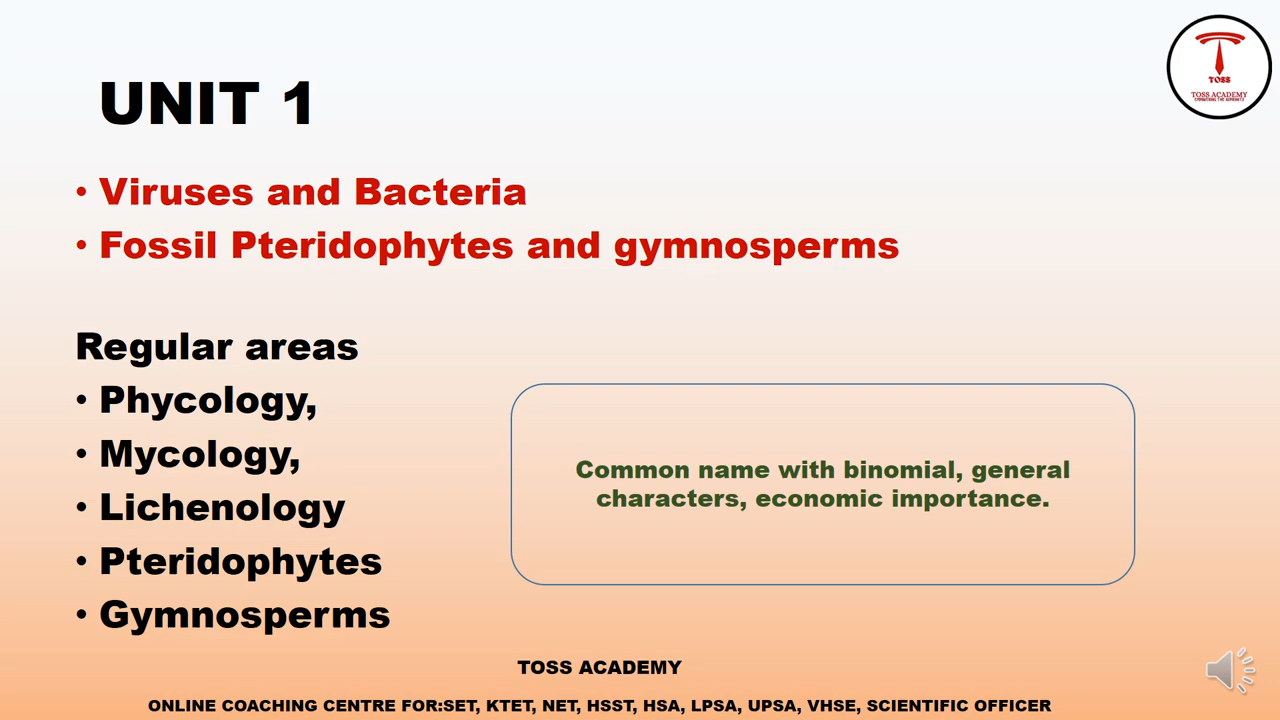 TOSS
TOSS ACADEMY
UNIT 1
• Viruses and Bacteria
• Fossil Pteridophytes and gymnosperms
Regular areas
• Phycology,
• Mycology,
• Lichenology
• Pteridophytes
• Gymnosperms
Common name with binomial, general
characters, economic importance.
TOSS ACADEMY
ONLINE COACHING CENTRE FOR:SET, KTET, NET, HSST, HSA, LPSA, UPSA, VHSE, SCIENTIFIC OFFICER